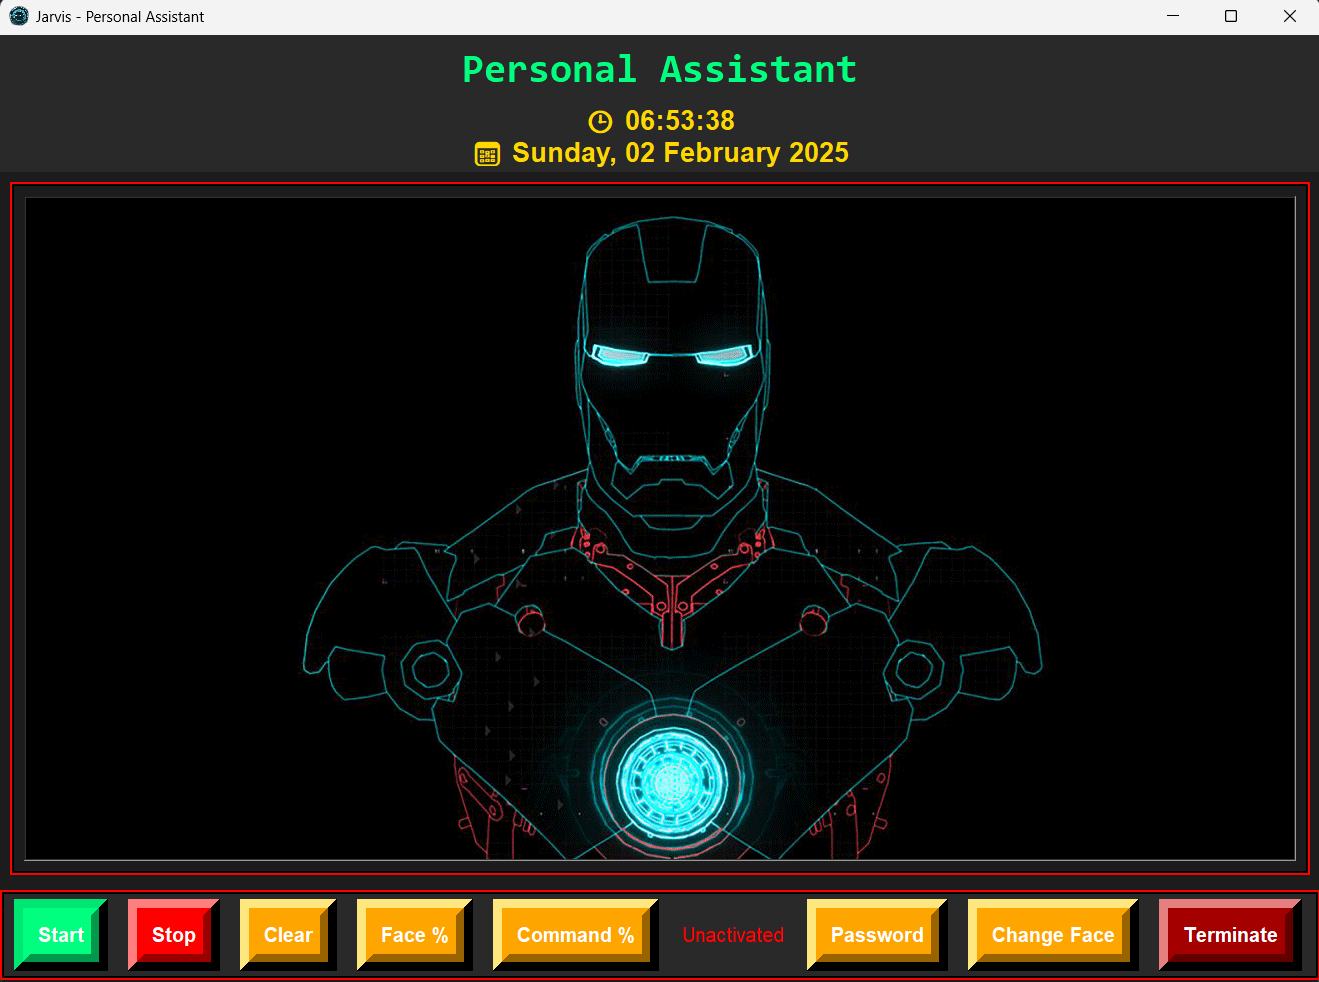 Jarvis - Personal Assistant
Personal Assistant
06:53:38
Sunday, 02 February 2025
Start Stop Clear Face % Command % Unactivated Password Change Face Terminate